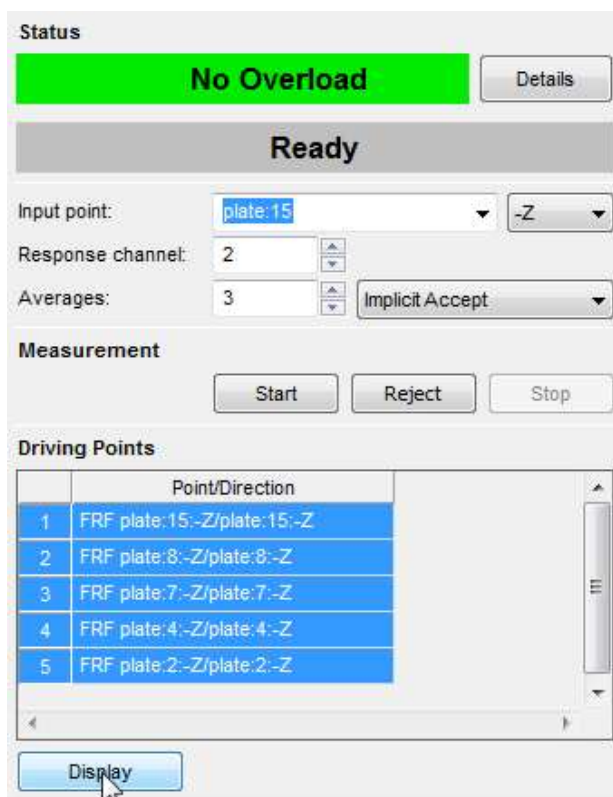 Status
No Overload Details
Ready
Input point: plate:15 -Z
Response channel: 2
Averages: 3 Implicit Accept
Measurement
Start Reject Stop
Driving Points
Point/Direction
1 FRF plate:15:-Z/plate:15:-Z
2 FRF plate:8:-Z/plate:8:-Z
3 FRF plate:7:-Z/plate:7:-Z
4 FRF plate:4:-Z/plate:4:-Z
5 FRF plate:2:-Z/plate:2:-Z
Display